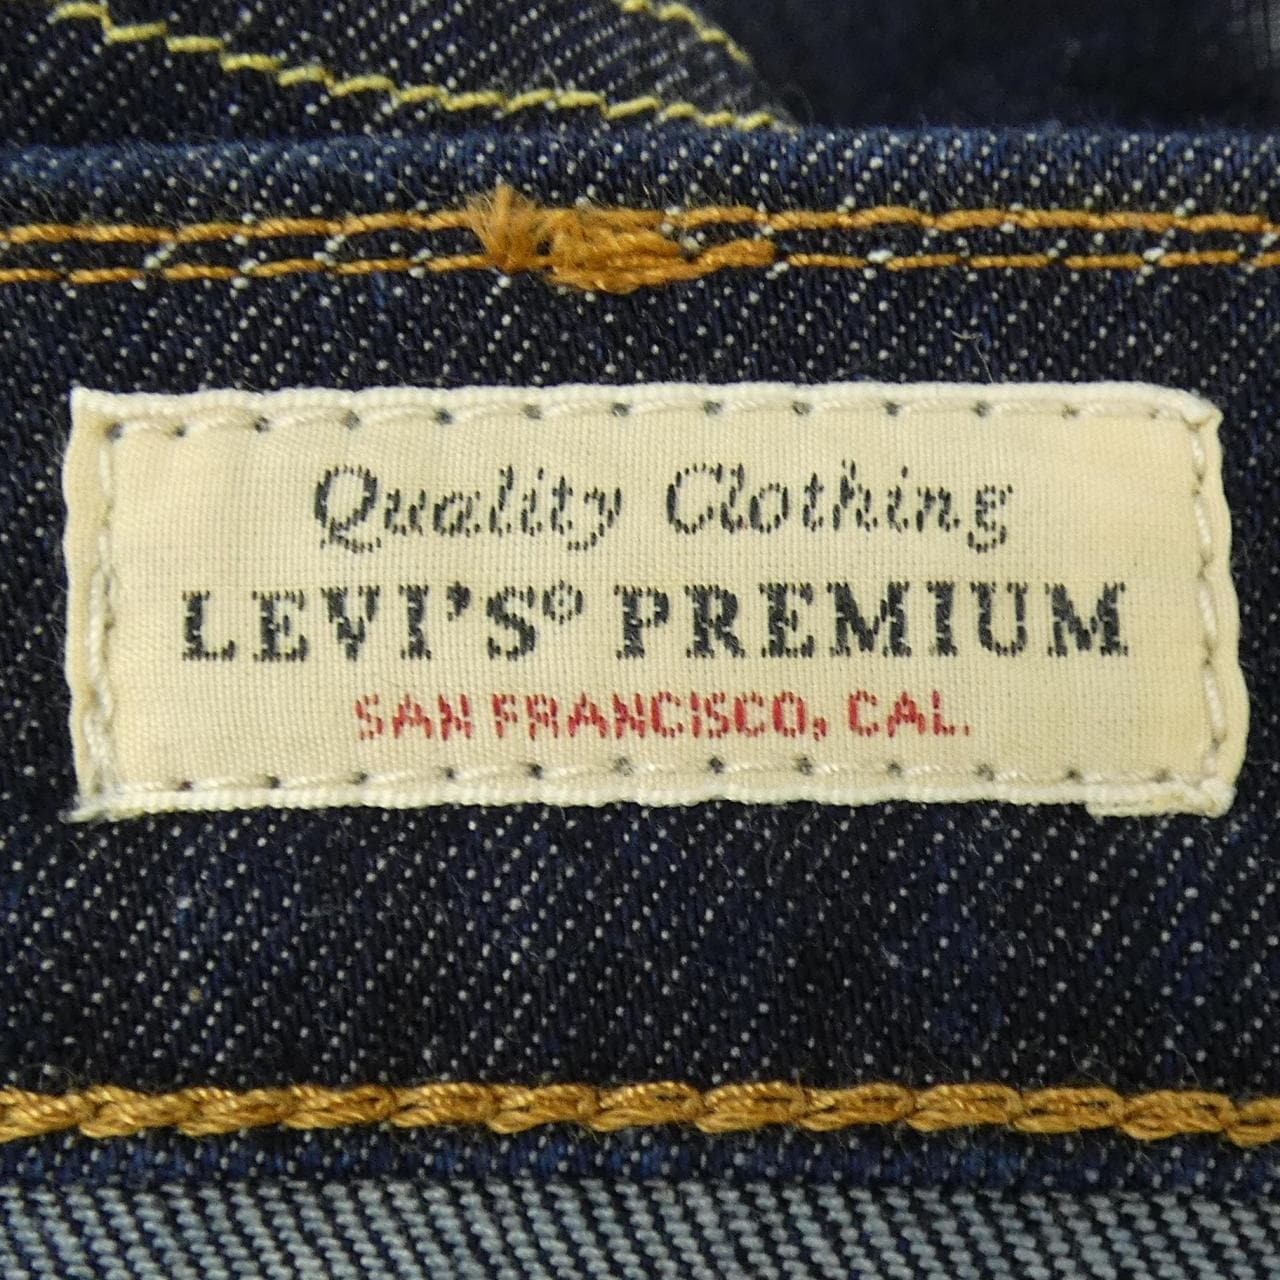 Quality Clothing
LEVI'S® PREMIUM
SAN FRANCISCO, CAL.